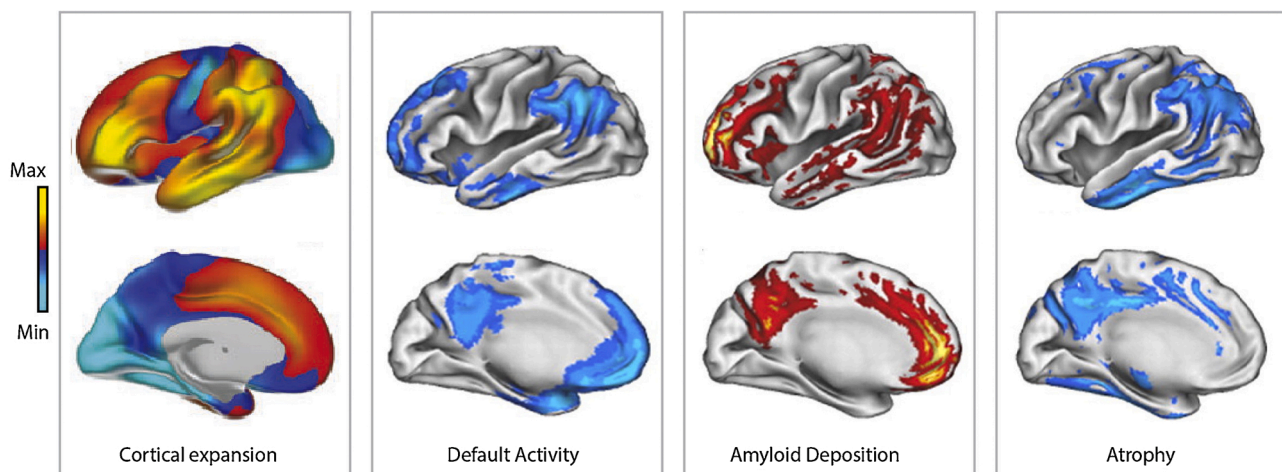 Max
Min
Cortical expansion
Default Activity
Amyloid Deposition
Atrophy